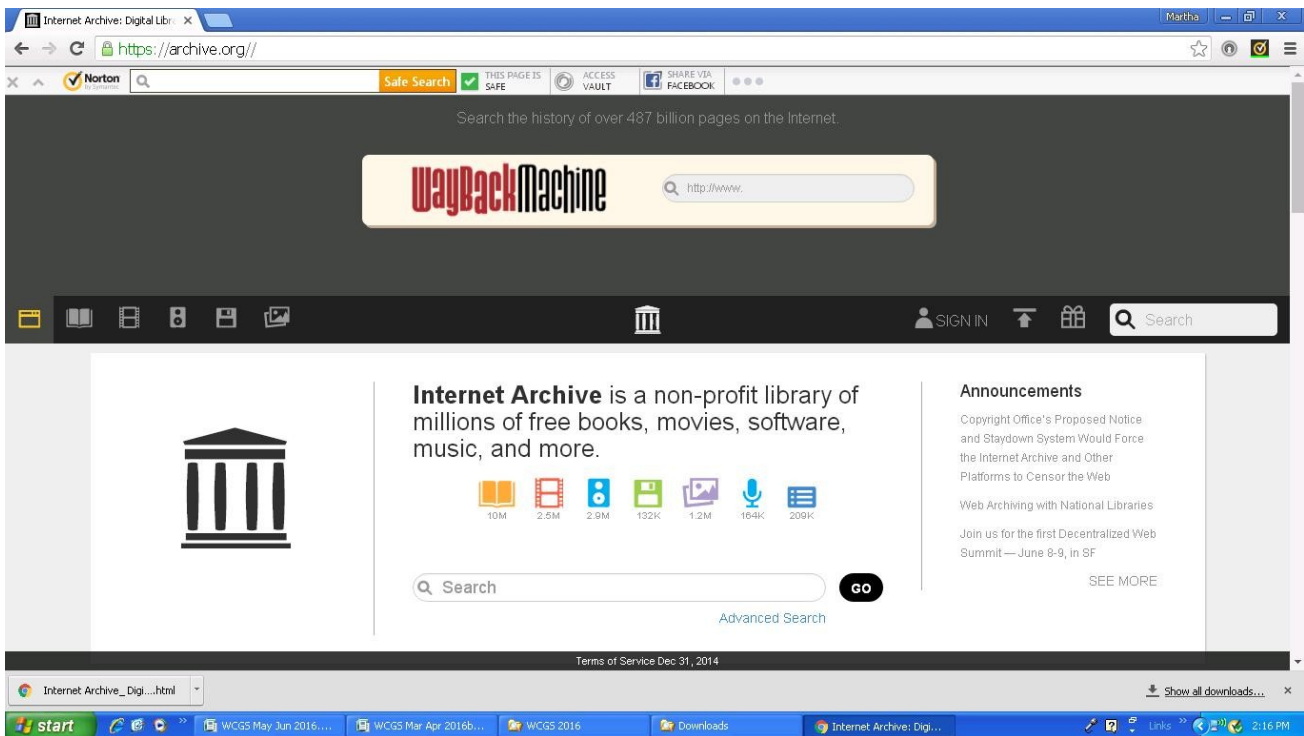 Internet Archive: Digital Libr
Martha
https://archive.org//
Norton
by Symantec
Safe Search
THIS PAGE IS
SAFE
ACCESS
VAULT
SHARE VIA
FACEBOOK
Search the history of over 487 billion pages on the Internet.
WayBackMachine
http://www.
SIGN IN
Search
Internet Archive is a non-profit library of
millions of free books, movies, software,
music, and more.
10M 2.5M 2.9M 132K 1.2M 164K 209K
Search
GO
Advanced Search
Announcements
Copyright Office's Proposed Notice
and Staydown System Would Force
the Internet Archive and Other
Platforms to Censor the Web
Web Archiving with National Libraries
Join us for the first Decentralized Web
Summit — June 8-9, in SF
SEE MORE
Terms of Service Dec 31, 2014
Internet Archive_ Digi....html
Show all downloads...
start
WCGS May Jun 2016....
WCGS Mar Apr 2016b...
WCGS 2016
Downloads
Internet Archive: Digi...
Links
2:16 PM